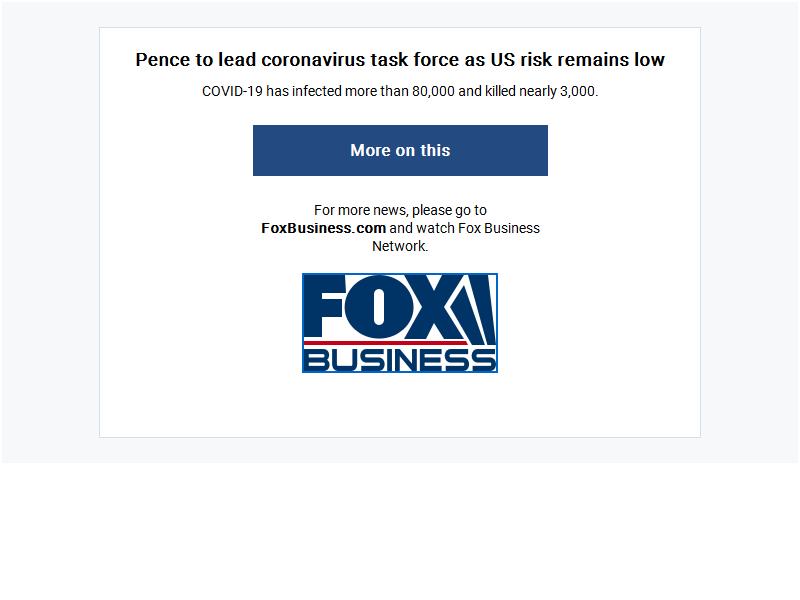 Pence to lead coronavirus task force as US risk remains low
COVID-19 has infected more than 80,000 and killed nearly 3,000.
More on this
For more news, please go to
FoxBusiness.com and watch Fox Business
Network.
FOX
BUSINESS